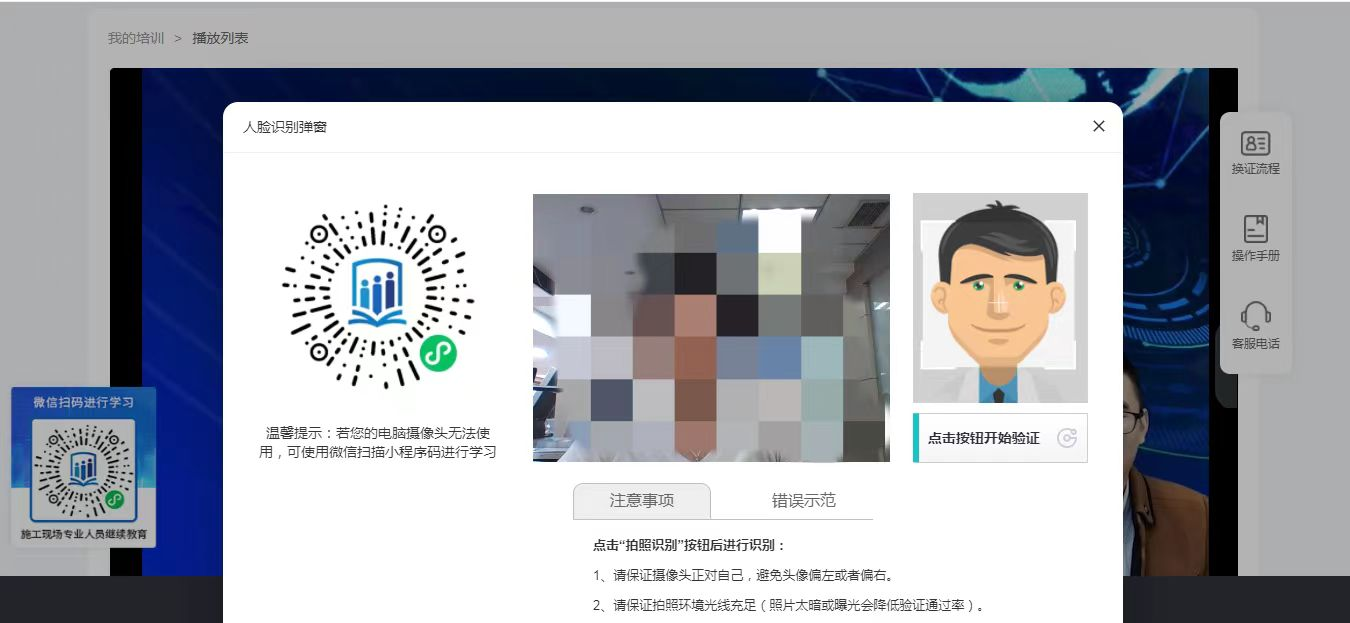 我的培训 > 播放列表
人脸识别弹窗
换证流程
操作手册
客服电话
微信扫码进行学习
施工现场专业人员继续教育
温馨提示：若您的电脑摄像头无法使
用，可使用微信扫描小程序码进行学习
点击按钮开始验证
注意事项
错误示范
点击“拍照识别”按钮后进行识别：
1、请保证摄像头正对自己，避免头像偏左或者偏右。
2、请保证拍照环境光线充足（照片太暗或曝光会降低验证通过率）。